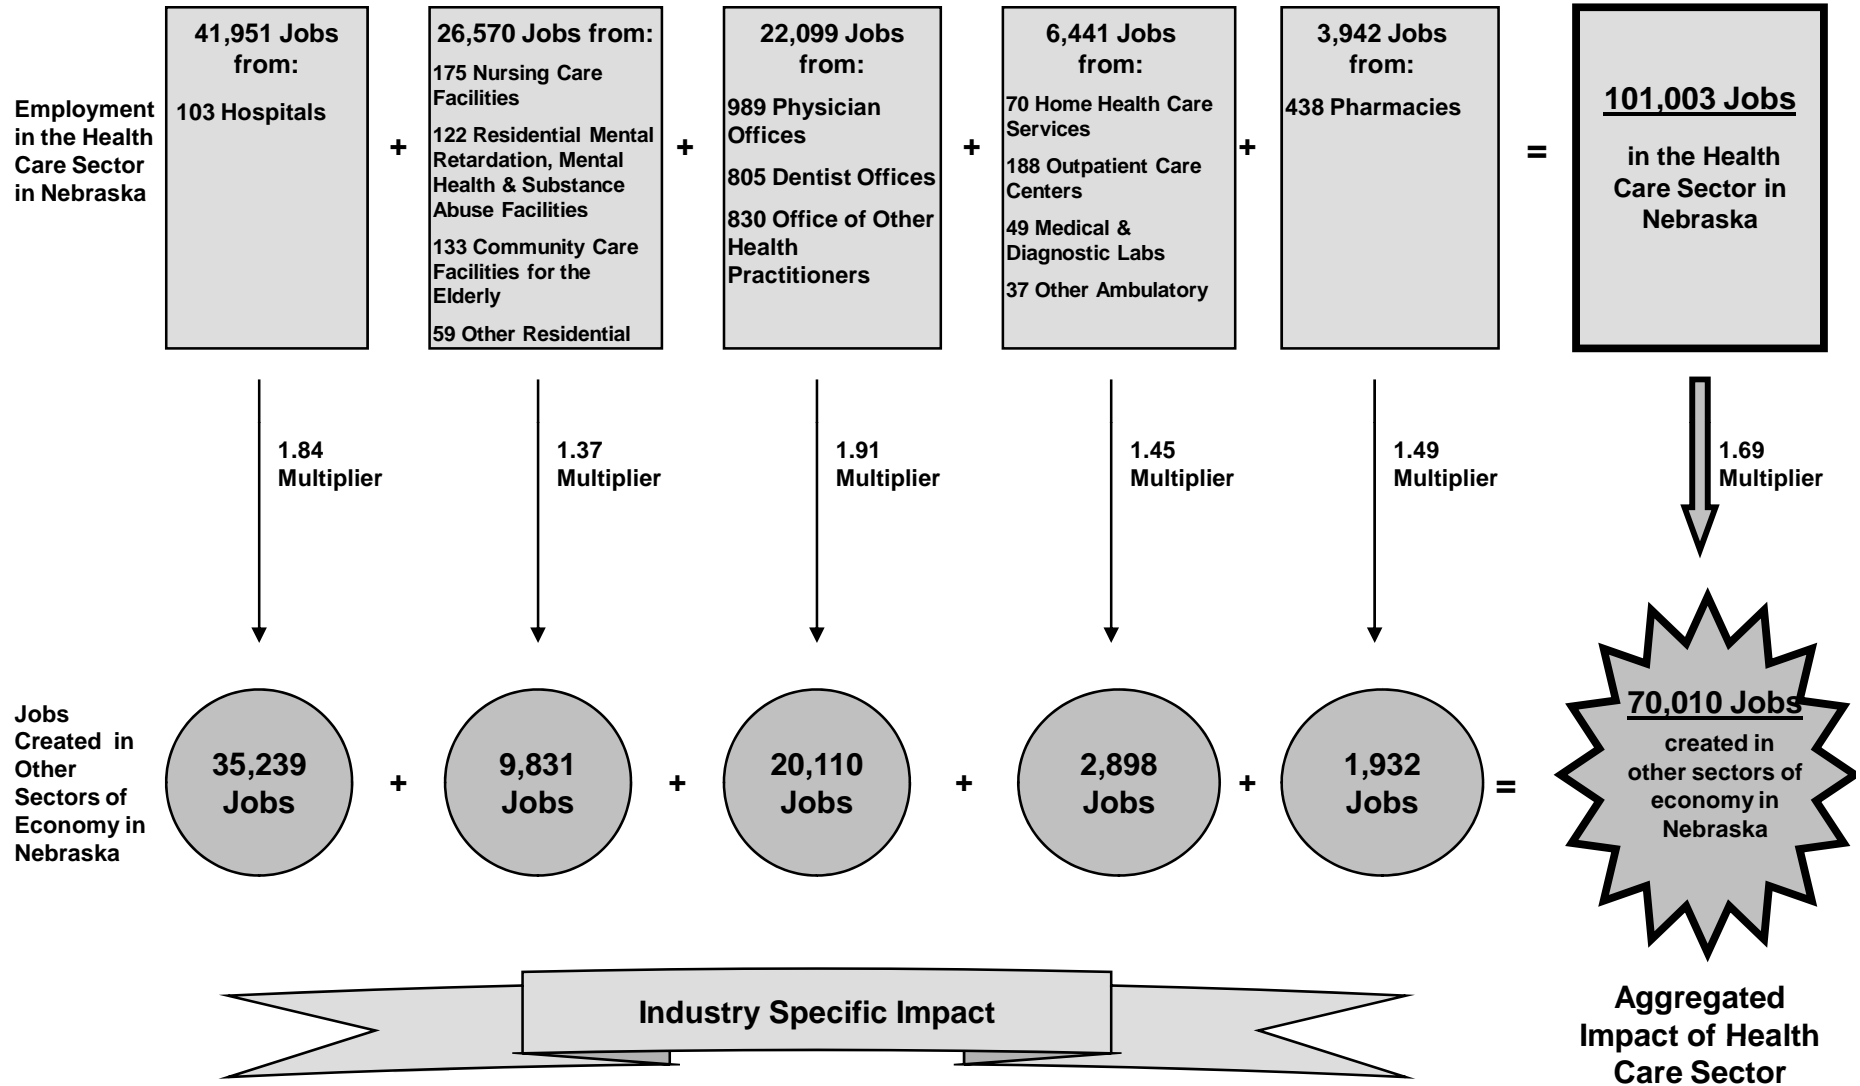 Employment
in the Health
Care Sector
in Nebraska
41,951 Jobs
from:
103 Hospitals
+
26,570 Jobs from:
175 Nursing Care
Facilities
122 Residential Mental
Retardation, Mental
Health & Substance
Abuse Facilities
133 Community Care
Facilities for the
Elderly
59 Other Residential
+
22,099 Jobs
from:
989 Physician
Offices
805 Dentist Offices
830 Office of Other
Health
Practitioners
+
6,441 Jobs
from:
70 Home Health Care
Services
188 Outpatient Care
Centers
49 Medical &
Diagnostic Labs
37 Other Ambulatory
+
3,942 Jobs
from:
438 Pharmacies
=
101,003 Jobs
in the Health
Care Sector in
Nebraska
1.84
Multiplier
1.37
Multiplier
1.91
Multiplier
1.45
Multiplier
1.49
Multiplier
1.69
Multiplier
Jobs
Created in
Other
Sectors of
Economy in
Nebraska
35,239
Jobs
+
9,831
Jobs
+
20,110
Jobs
+
2,898
Jobs
+
1,932
Jobs
=
70,010 Jobs
created in
other sectors of
economy in
Nebraska
Industry Specific Impact
Aggregated
Impact of Health
Care Sector